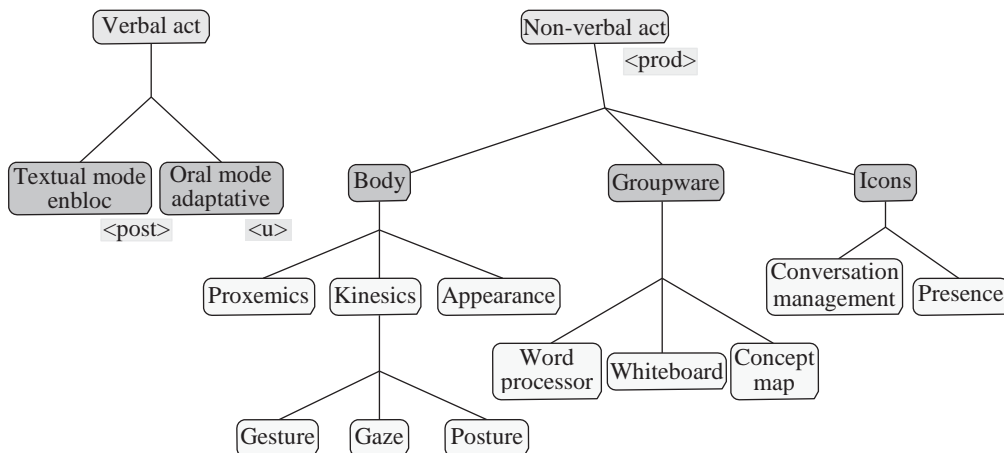 Verbal act
Non-verbal act
<prod>
Textual mode
enbloc
Oral mode
adaptative
Body
Groupware
Icons
<post>
<u>
Proxemics
Kinesics
Appearance
Conversation
management
Presence
Word
processor
Whiteboard
Concept
map
Gesture
Gaze
Posture